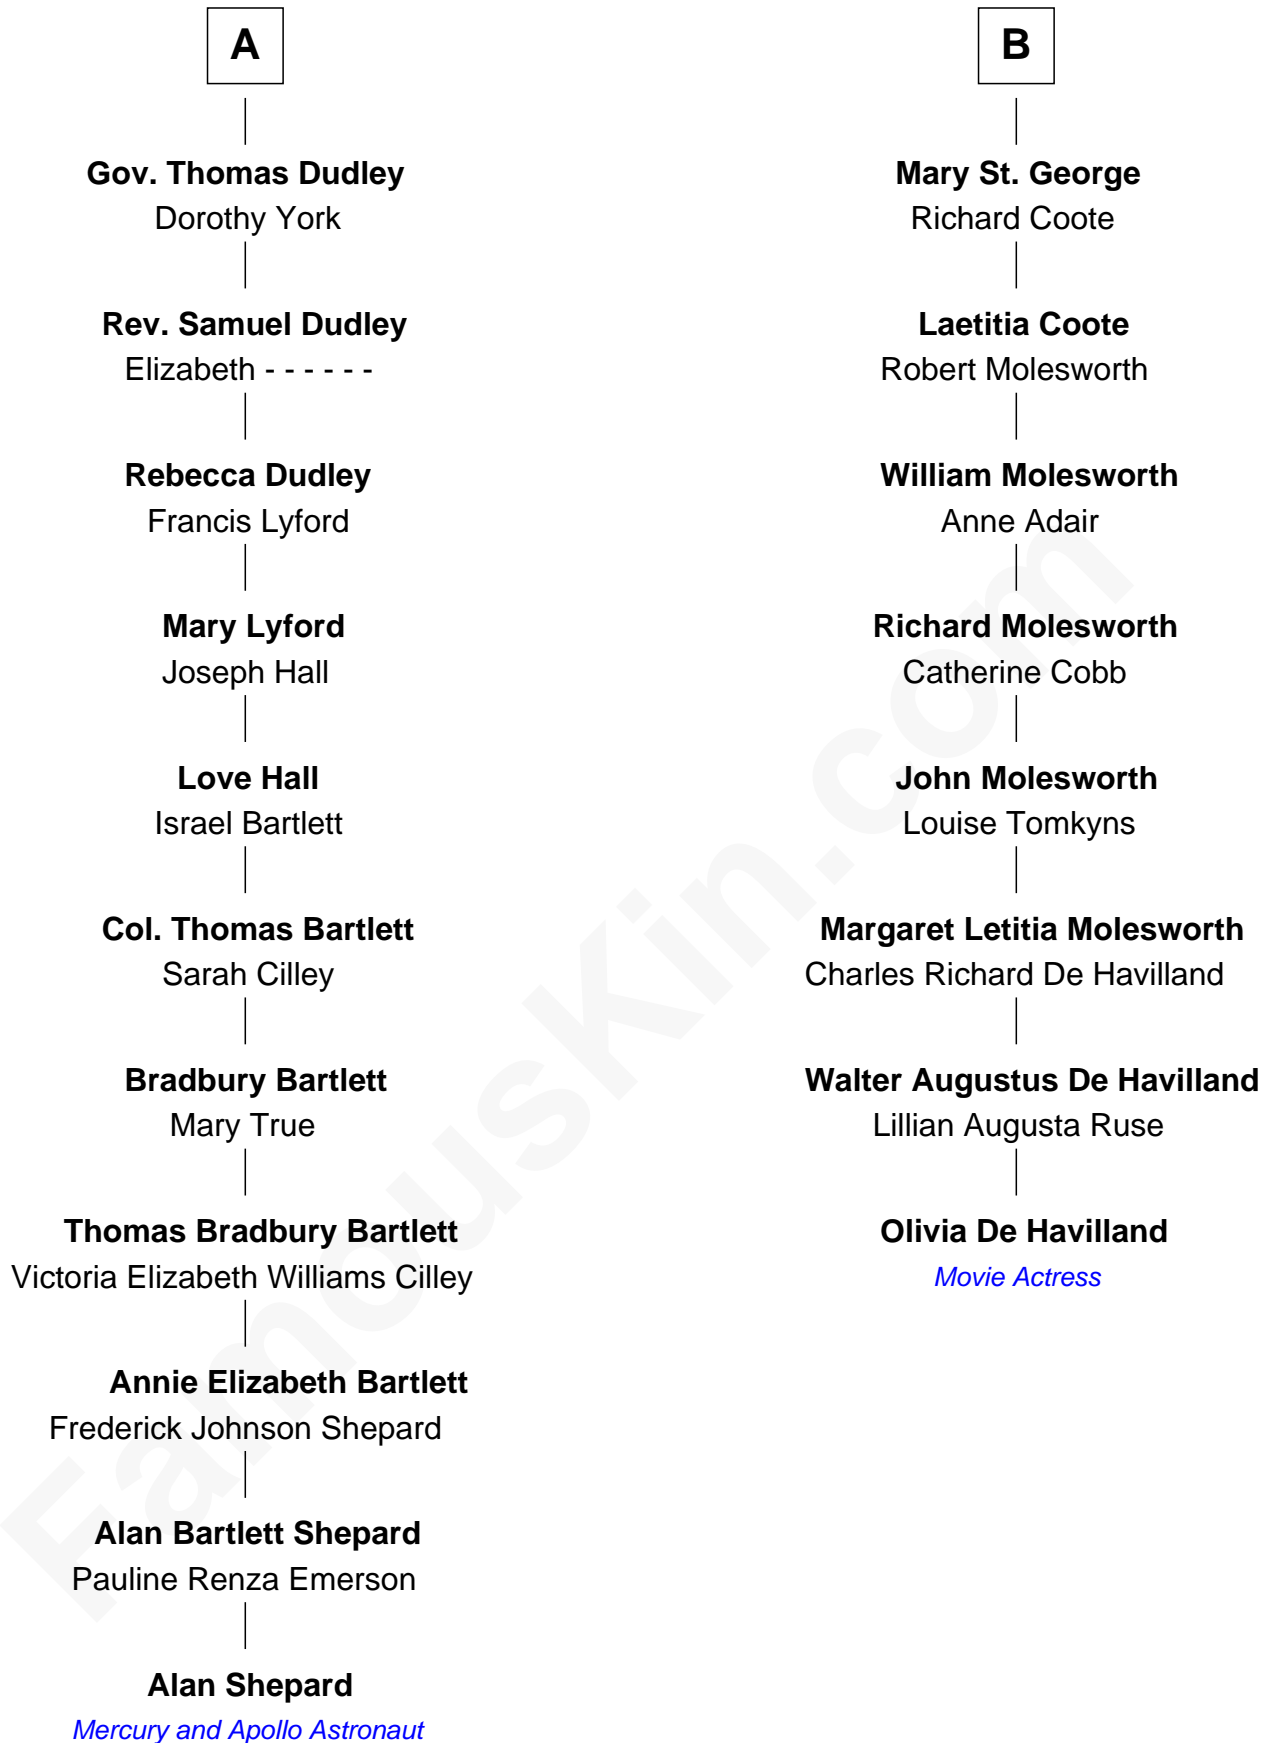 A
Gov. Thomas Dudley
Dorothy York
Rev. Samuel Dudley
Elizabeth - - - - - -
Rebecca Dudley
Francis Lyford
Mary Lyford
Joseph Hall
Love Hall
Israel Bartlett
Col. Thomas Bartlett
Sarah Cilley
Bradbury Bartlett
Mary True
Thomas Bradbury Bartlett
Victoria Elizabeth Williams Cilley
Annie Elizabeth Bartlett
Frederick Johnson Shepard
Alan Bartlett Shepard
Pauline Renza Emerson
Alan Shepard
Mercury and Apollo Astronaut
B
Mary St. George
Richard Coote
Laetitia Coote
Robert Molesworth
William Molesworth
Anne Adair
Richard Molesworth
Catherine Cobb
John Molesworth
Louise Tomkyns
Margaret Letitia Molesworth
Charles Richard De Havilland
Walter Augustus De Havilland
Lillian Augusta Ruse
Olivia De Havilland
Movie Actress
FamousKin.com